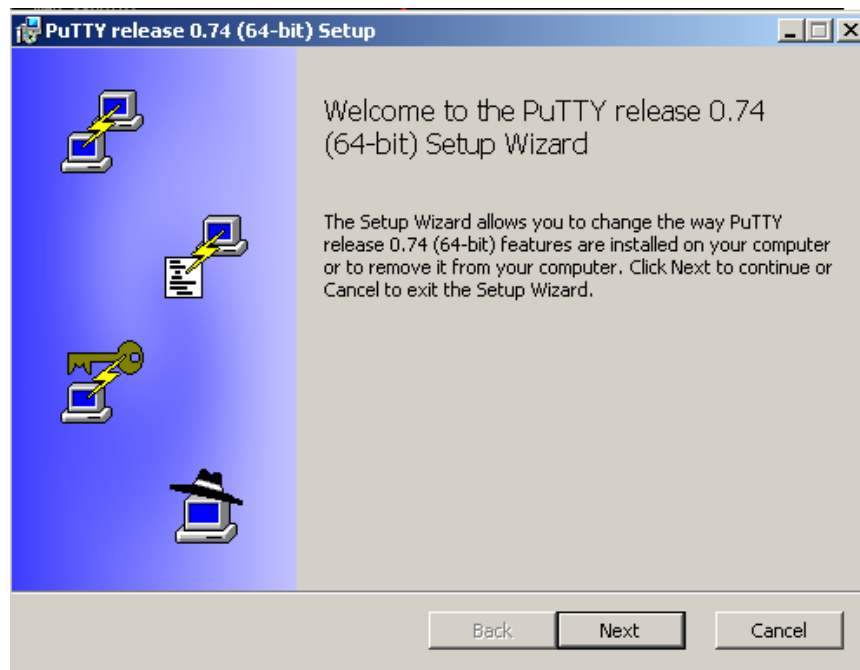 PuTTY release 0.74 (64-bit) Setup
Welcome to the PuTTY release 0.74
(64-bit) Setup Wizard
The Setup Wizard allows you to change the way PuTTY
release 0.74 (64-bit) features are installed on your computer
or to remove it from your computer. Click Next to continue or
Cancel to exit the Setup Wizard.
Back
Next
Cancel